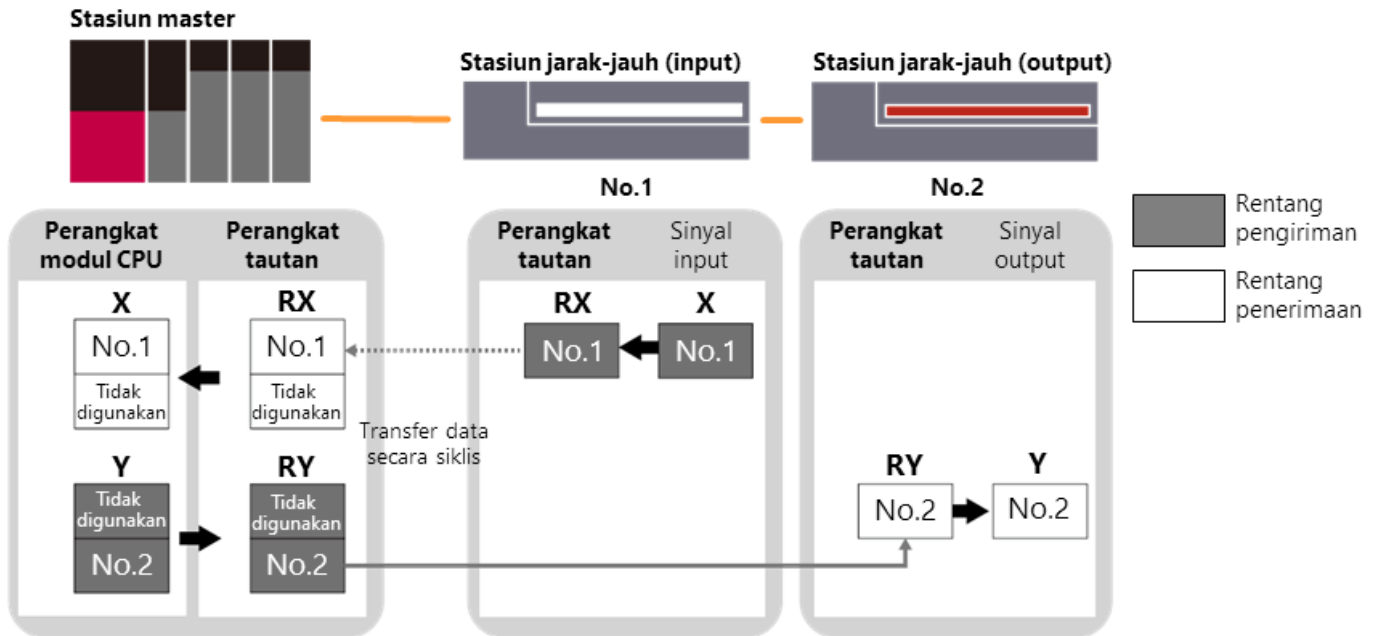 Stasiun master
Stasiun jarak-jauh (input)
Stasiun jarak-jauh (output)
No.1
No.2
Rentang
pengiriman
Rentang
penerimaan
Perangkat
modul CPU
Perangkat
tautan
Perangkat
tautan
Sinyal
input
Perangkat
tautan
Sinyal
output
X
RX
RX
X
No.1
No.1
No.1
No.1
Tidak
digunakan
Tidak
digunakan
Transfer data
secara siklis
Y
RY
RY
Y
Tidak
digunakan
Tidak
digunakan
No.2
No.2
No.2
No.2